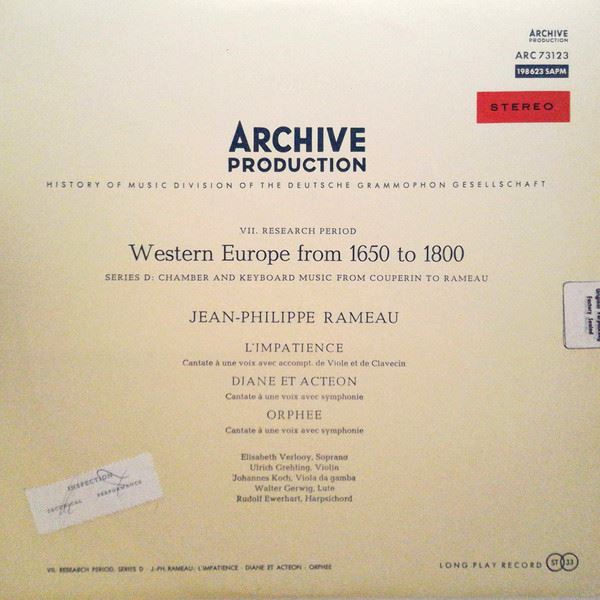 ARCHIVE
PRODUCTION
ARC 73123
198623 SAPM
STEREO
ARCHIVE
PRODUCTION
HISTORY OF MUSIC DIVISION OF THE DEUTSCHE GRAMMOPHON GESELLSCHAFT
VII. RESEARCH PERIOD
Western Europe from 1650 to 1800
SERIES D: CHAMBER AND KEYBOARD MUSIC FROM COUPERIN TO RAMEAU
JEAN-PHILIPPE RAMEAU
L'IMPATIENCE
Cantate à une voix avec accompt. de Viole et de Clavecin
DIANE ET ACTEON
Cantate à une voix avec symphonie
ORPHEE
Cantate à une voix avec symphonie
Elisabeth Verlooy, Soprano
Ulrich Grehling, Violin
Johannes Koch, Viola da gamba
Walter Gerwig, Lute
Rudolf Ewerhart, Harpsichord
INSPECTION
TECHNICAL PERFORMANCE
Factory Sealed
VII. RESEARCH PERIOD, SERIES D · J.-PH. RAMEAU: L'IMPATIENCE · DIANE ET ACTEON · ORPHEE
LONG PLAY RECORD ST 33